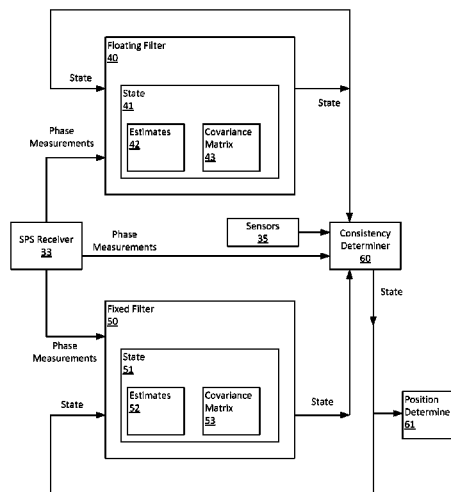 Floating Filter
40
State
State
41
State
Estimates
42
Covariance
Matrix
43
Phase
Measurements
SPS Receiver
33
Phase
Measurements
Sensors
35
Consistency
Determiner
60
State
Fixed Filter
50
Phase
Measurements
State
51
State
Estimates
52
Covariance
Matrix
53
State
Position
Determine
61